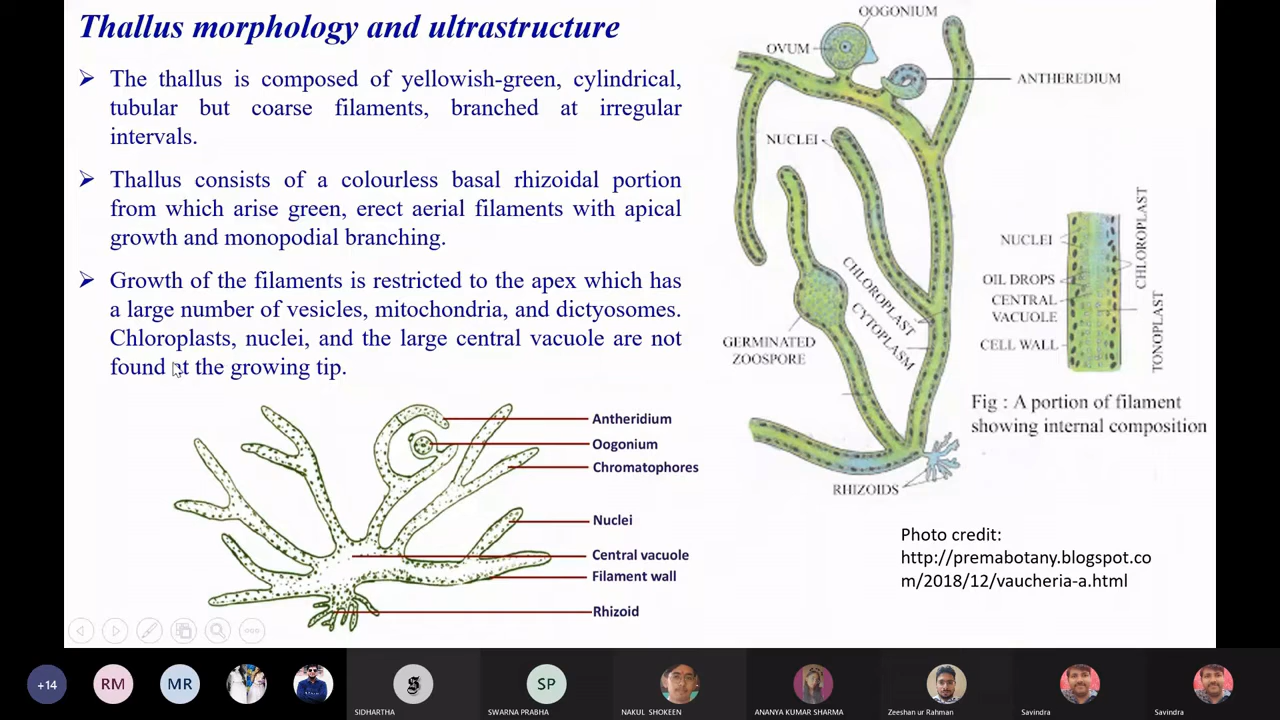 Thallus morphology and ultrastructure
➢ The thallus is composed of yellowish-green, cylindrical,
tubular but coarse filaments, branched at irregular
intervals.
➢ Thallus consists of a colourless basal rhizoidal portion
from which arise green, erect aerial filaments with apical
growth and monopodial branching.
➢ Growth of the filaments is restricted to the apex which has
a large number of vesicles, mitochondria, and dictyosomes.
Chloroplasts, nuclei, and the large central vacuole are not
found at the growing tip.
Antheridium
Oogonium
Chromatophores
Nuclei
Central vacuole
Filament wall
Rhizoid
OOGONIUM
OVUM
ANTHEREDIUM
NUCLEI
CHLOROPLAST
CYTOPLASM
GERMINATED
ZOOSPORE
RHIZOIDS
NUCLEI
OIL DROPS
CENTRAL
VACUOLE
CELL WALL
CHLOROPLAST
TONOPLAST
Fig : A portion of filament
showing internal composition
Photo credit:
http://premabotany.blogspot.co
m/2018/12/vaucheria-a.html
+14
RM
MR
S
SIDHARTHA
SP
SWARNA PRABHA
NAKUL SHOKEEN
ANANYA KUMAR SHARMA
Zeeshan ur Rahman
Savindra
Savindra